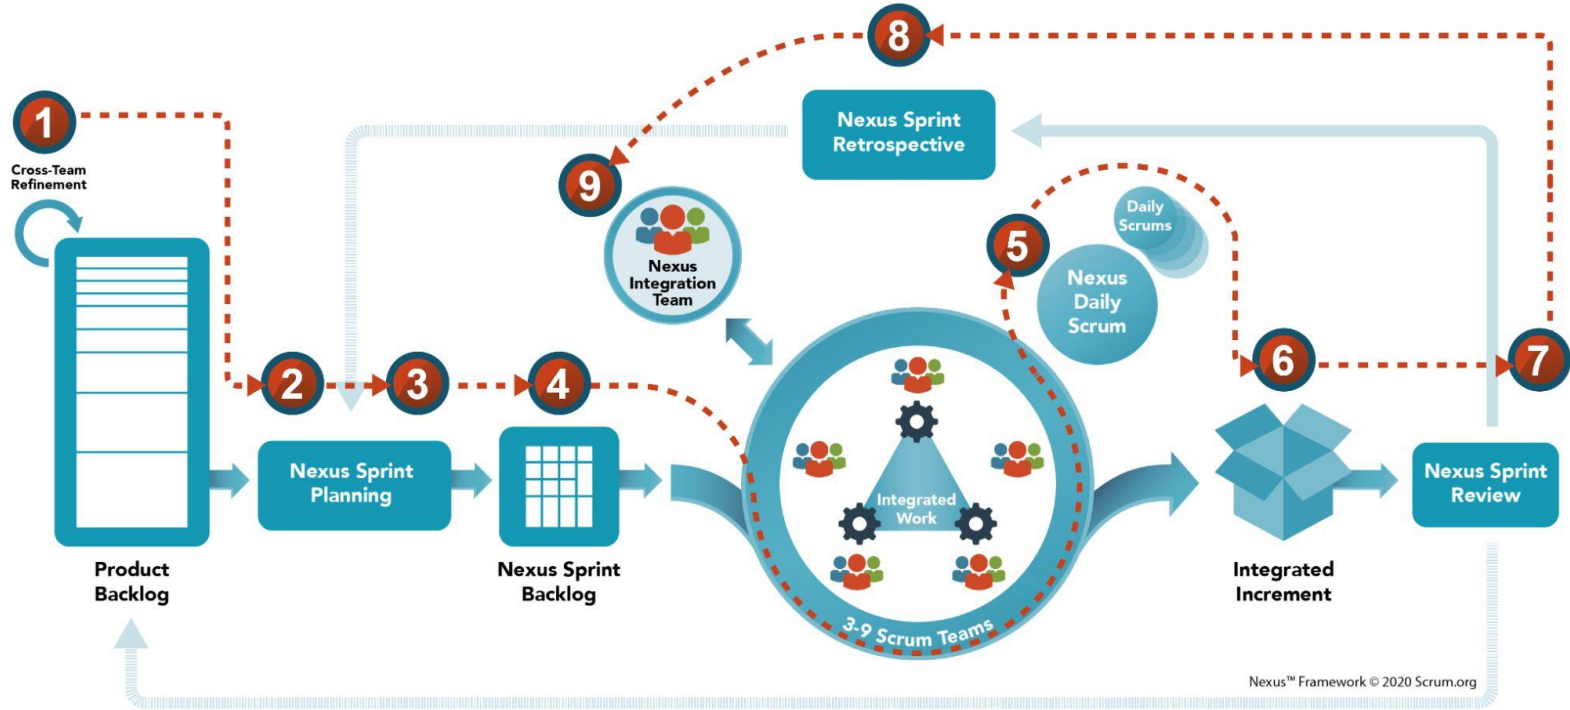 1
Cross-Team
Refinement
Product
Backlog
2
Nexus Sprint
Planning
3
4
Nexus Sprint
Backlog
9
Nexus
Integration
Team
8
Nexus Sprint
Retrospective
5
Daily
Scrums
Nexus
Daily
Scrum
Integrated
Work
3-9 Scrum Teams
6
Integrated
Increment
7
Nexus Sprint
Review
Nexus™ Framework © 2020 Scrum.org